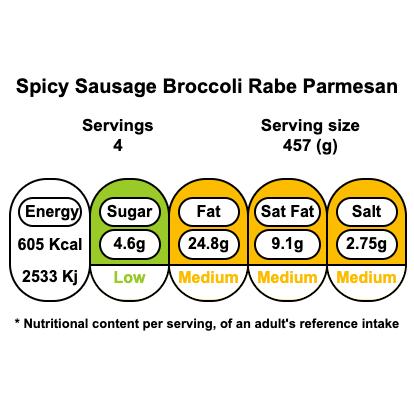 Spicy Sausage Broccoli Rabe Parmesan
Servings
4
Serving size
457 (g)
Energy
605 Kcal
2533 Kj
Sugar
4.6g
Low
Fat
24.8g
Medium
Sat Fat
9.1g
Medium
Salt
2.75g
Medium
* Nutritional content per serving, of an adult's reference intake